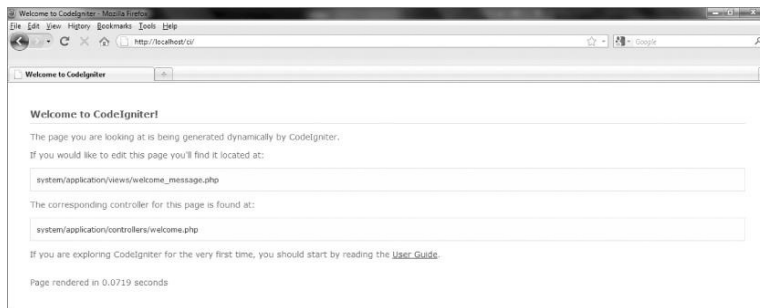 Welcome to CodeIgniter - Mozilla Firefox
File Edit View History Bookmarks Tools Help
http://localhost/ci/
Google
Welcome to CodeIgniter
Welcome to CodeIgniter!
The page you are looking at is being generated dynamically by CodeIgniter.
If you would like to edit this page you'll find it located at:
system/application/views/welcome_message.php
The corresponding controller for this page is found at:
system/application/controllers/welcome.php
If you are exploring CodeIgniter for the very first time, you should start by reading the User Guide.
Page rendered in 0.0719 seconds